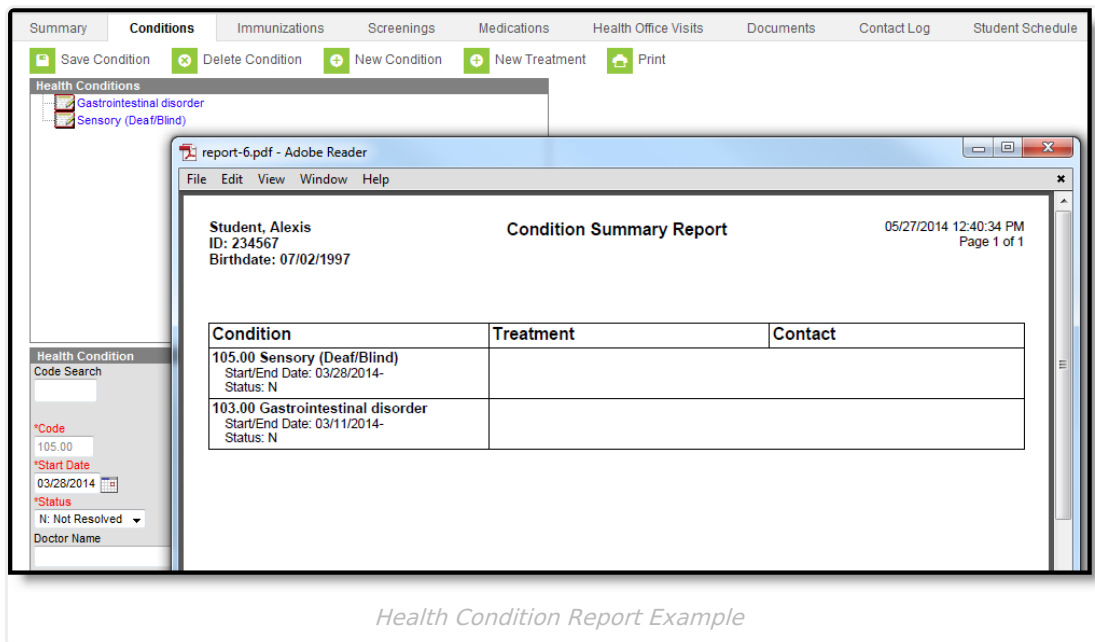 Summary Conditions Immunizations Screenings Medications Health Office Visits Documents Contact Log Student Schedule
Save Condition Delete Condition New Condition New Treatment Print
Health Conditions
Gastrointestinal disorder
Sensory (Deaf/Blind)
report-6.pdf - Adobe Reader
File Edit View Window Help
Student, Alexis
ID: 234567
Birthdate: 07/02/1997
Condition Summary Report
05/27/2014 12:40:34 PM
Page 1 of 1
Condition Treatment Contact
105.00 Sensory (Deaf/Blind)
Start/End Date: 03/28/2014-
Status: N
103.00 Gastrointestinal disorder
Start/End Date: 03/11/2014-
Status: N
Health Condition
Code Search
*Code
105.00
*Start Date
03/28/2014
*Status
N: Not Resolved
Doctor Name
Health Condition Report Example